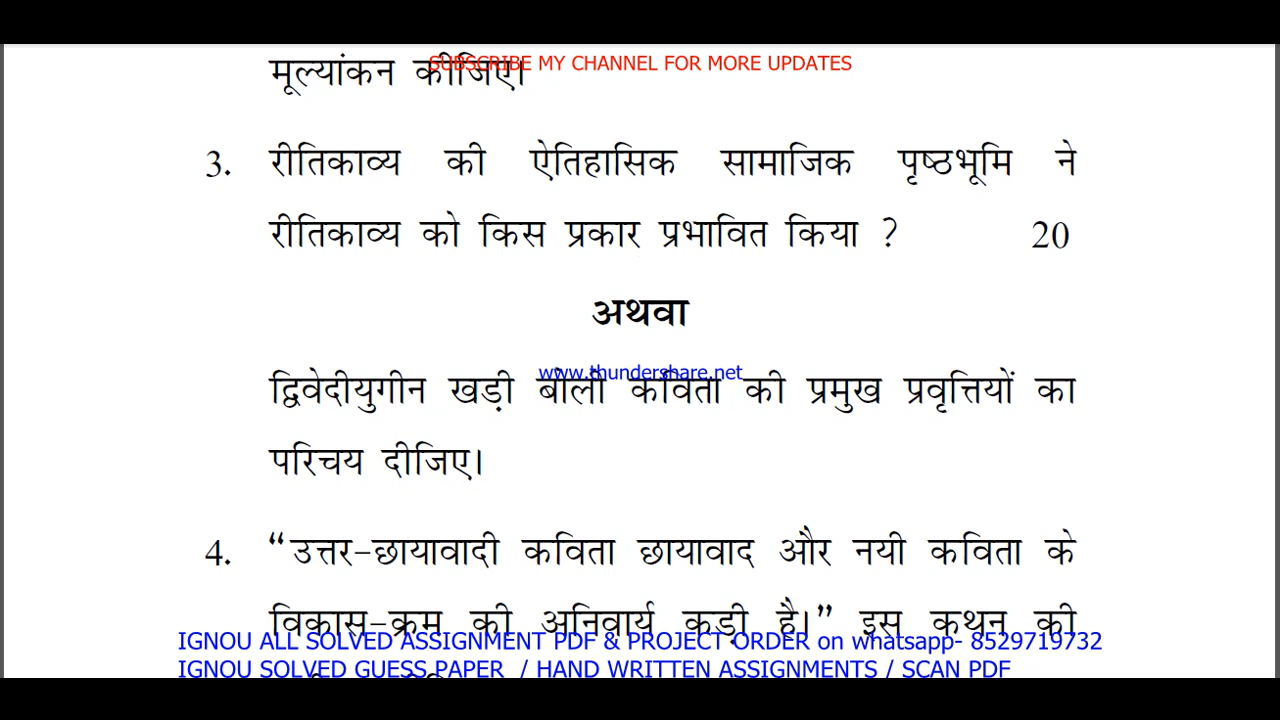 SUBSCRIBE MY CHANNEL FOR MORE UPDATES
मूल्यांकन कीजिए।
3. रीतिकाव्य की ऐतिहासिक सामाजिक पृष्ठभूमि ने
रीतिकाव्य को किस प्रकार प्रभावित किया ? 20
अथवा
www.thundershare.net
द्विवेदीयुगीन खड़ी बोली कविता की प्रमुख प्रवृत्तियों का
परिचय दीजिए।
4. “उत्तर-छायावादी कविता छायावाद और नयी कविता के
विकास-क्रम की अनिवार्य कड़ी है।” इस कथन की
IGNOU ALL SOLVED ASSIGNMENT PDF & PROJECT ORDER on whatsapp- 8529719732
IGNOU SOLVED GUESS PAPER / HAND WRITTEN ASSIGNMENTS / SCAN PDF